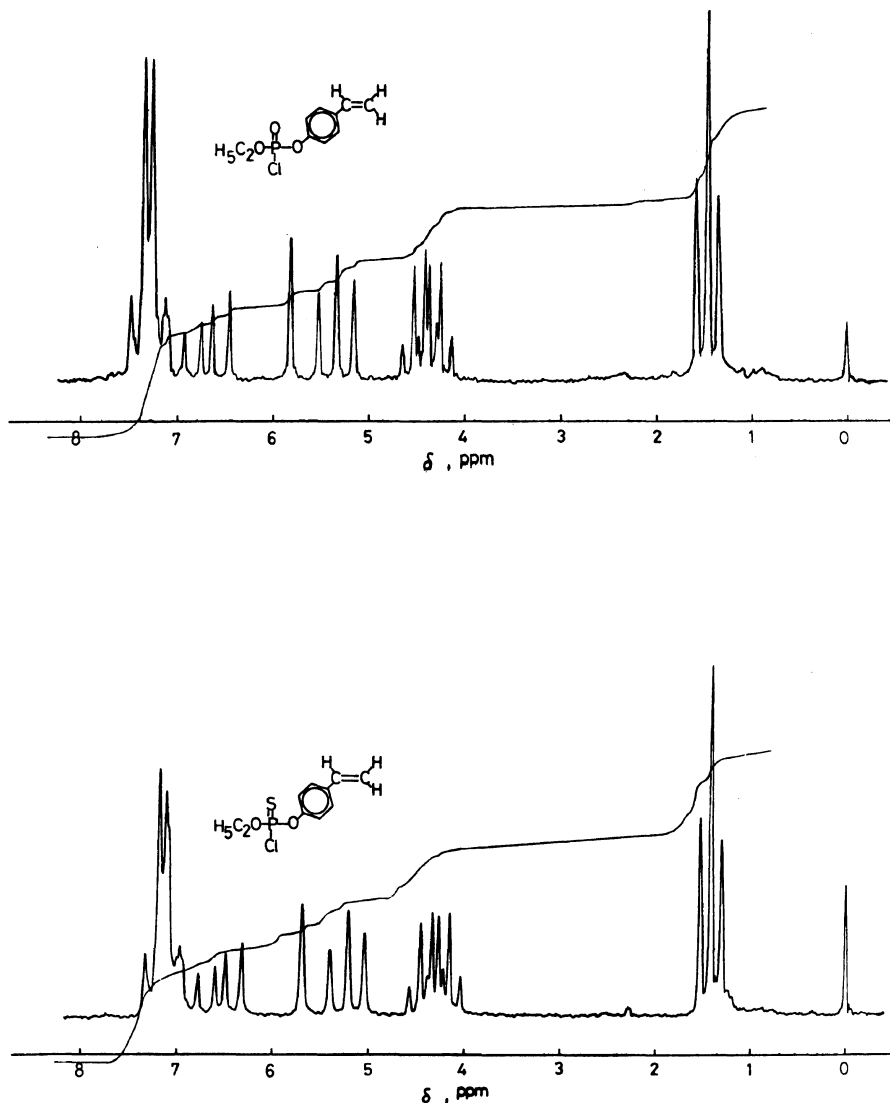 H H
O C=C
H5C2O-P-O H
Cl
8 7 6 5 4 3 2 1 0
δ , ppm
H H
S C=C
H5C2O-P-O H
Cl
8 7 6 5 4 3 2 1 0
δ , ppm